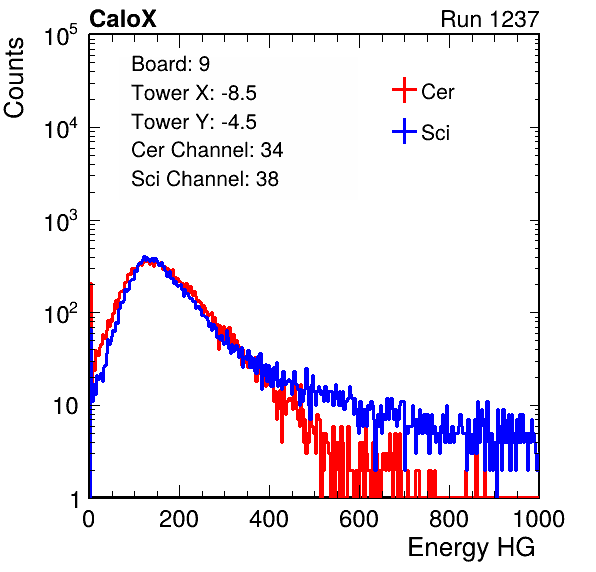 CaloX Run 1237
Counts
10^5
10^4
10^3
10^2
10
1
Board: 9
Tower X: -8.5
Tower Y: -4.5
Cer Channel: 34
Sci Channel: 38
Cer
Sci
0 200 400 600 800 1000
Energy HG